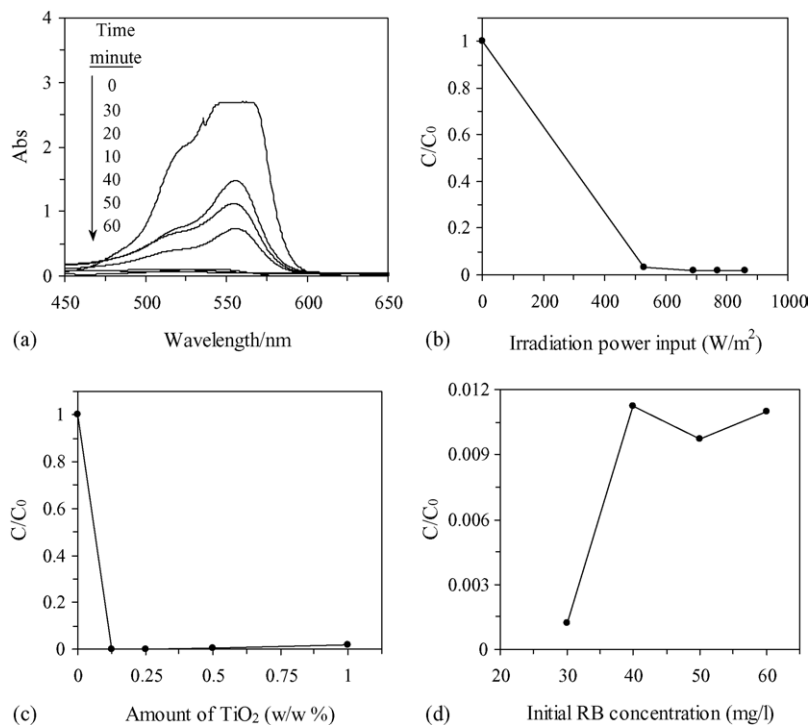 4
3
2
1
0
Abs
Time
minute
0
30
20
10
40
50
60
450 500 550 600 650
(a) Wavelength/nm
1
0.8
0.6
0.4
0.2
0
C/C0
0 200 400 600 800 1000
(b) Irradiation power input (W/m²)
1
0.8
0.6
0.4
0.2
0
C/C0
0 0.25 0.5 0.75 1
(c) Amount of TiO₂ (w/w %)
0.012
0.009
0.006
0.003
0
C/C0
20 30 40 50 60
(d) Initial RB concentration (mg/l)